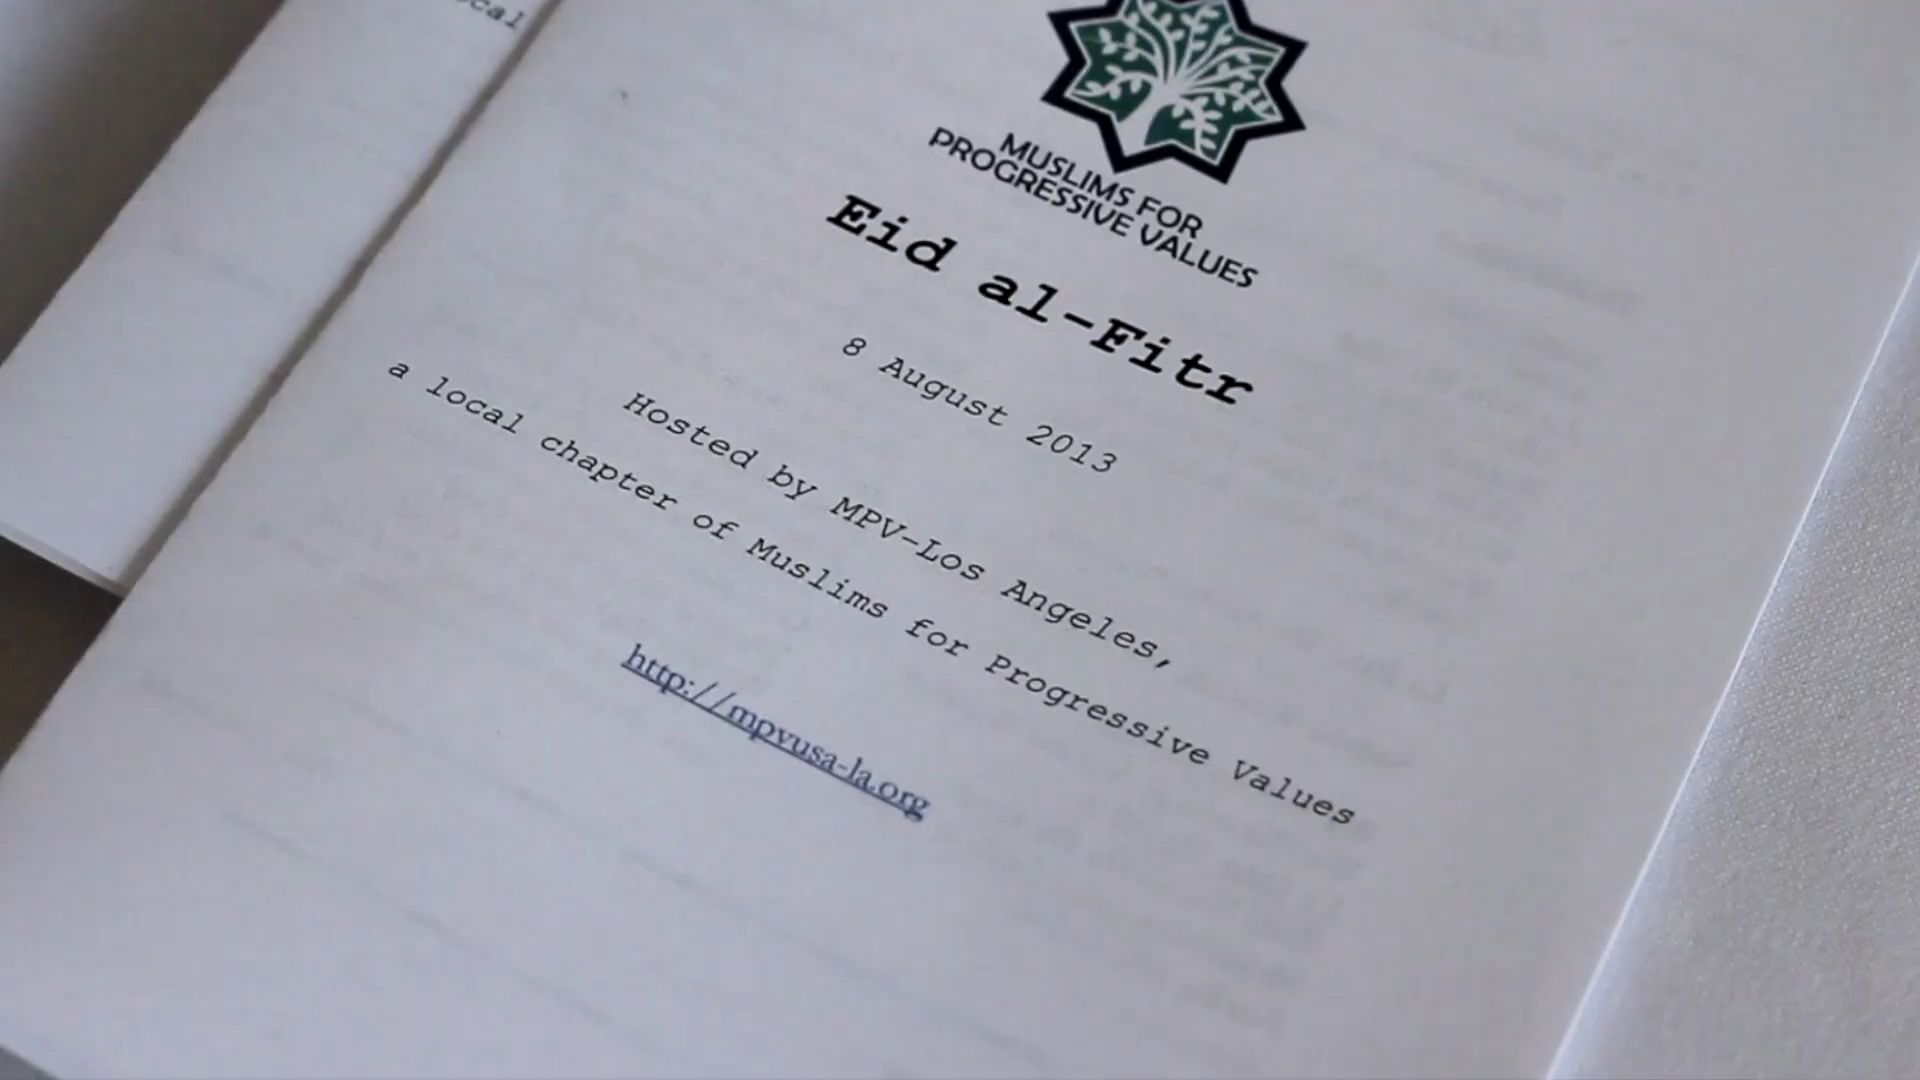 MUSLIMS FOR
PROGRESSIVE VALUES
Eid al-Fitr
8 August 2013
Hosted by MPV-Los Angeles,
a local chapter of Muslims for Progressive Values
http://mpvusa-la.org